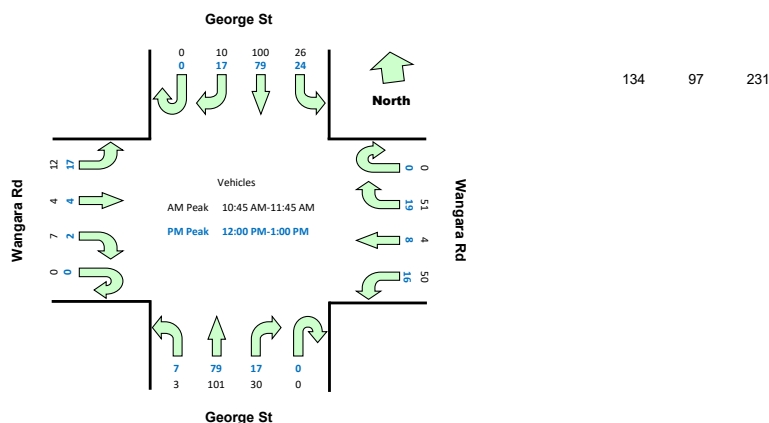 George St
0 10 100 26
0 17 79 24
134 97 231
North
12 17
0 0
Vehicles
4 4
19 51
AM Peak 10:45 AM-11:45 AM
Wangara Rd
Wangara Rd
7 2
PM Peak 12:00 PM-1:00 PM
8 4
0 0
16 50
7 79 17 0
3 101 30 0
George St